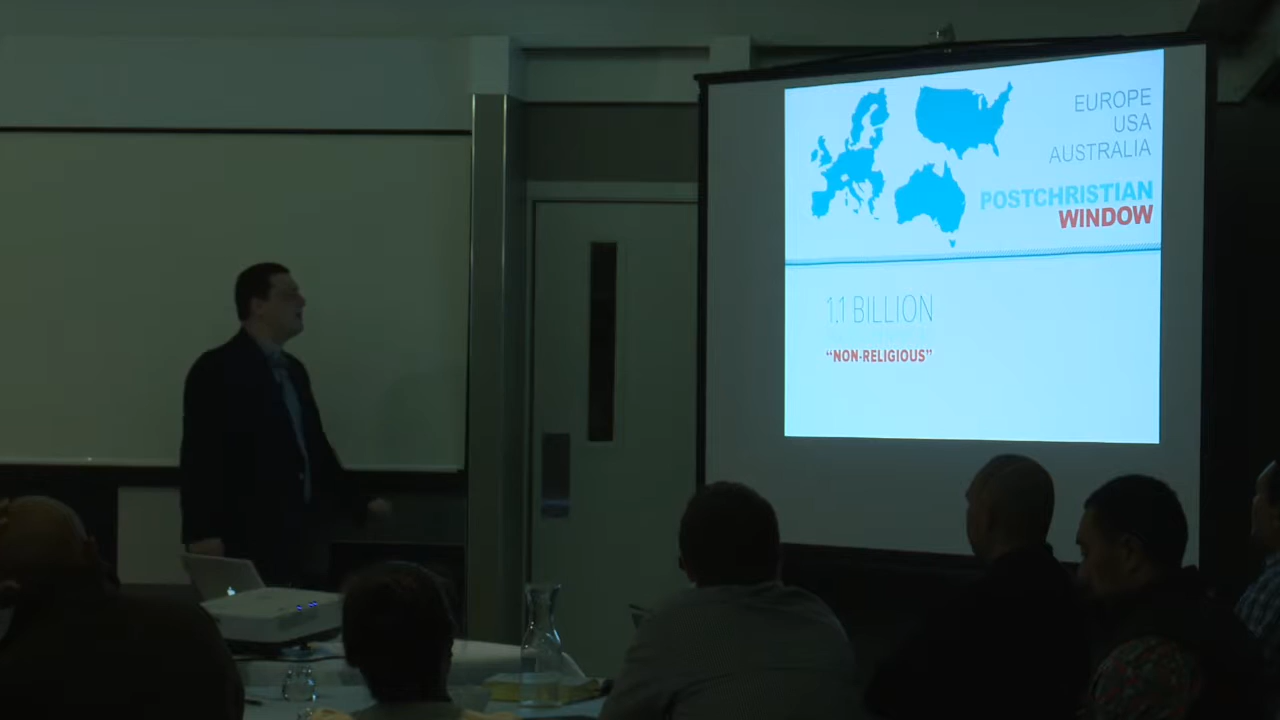 EUROPE
USA
AUSTRALIA
POSTCHRISTIAN
WINDOW
1.1 BILLION
“NON-RELIGIOUS”